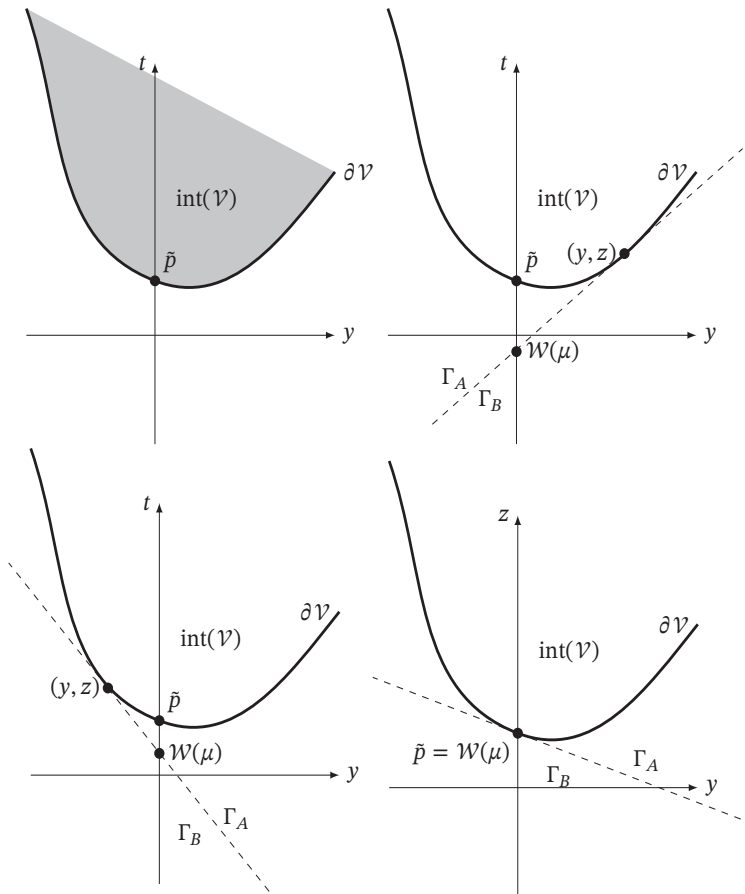 t
∂𝒱
int(𝒱)
p̃
y
t
∂𝒱
int(𝒱)
(y, z)
p̃
y
𝒲(μ)
Γ_A
Γ_B
t
∂𝒱
int(𝒱)
(y, z)
p̃
𝒲(μ)
y
Γ_A
Γ_B
z
∂𝒱
int(𝒱)
p̃ = 𝒲(μ)
Γ_A
Γ_B
y